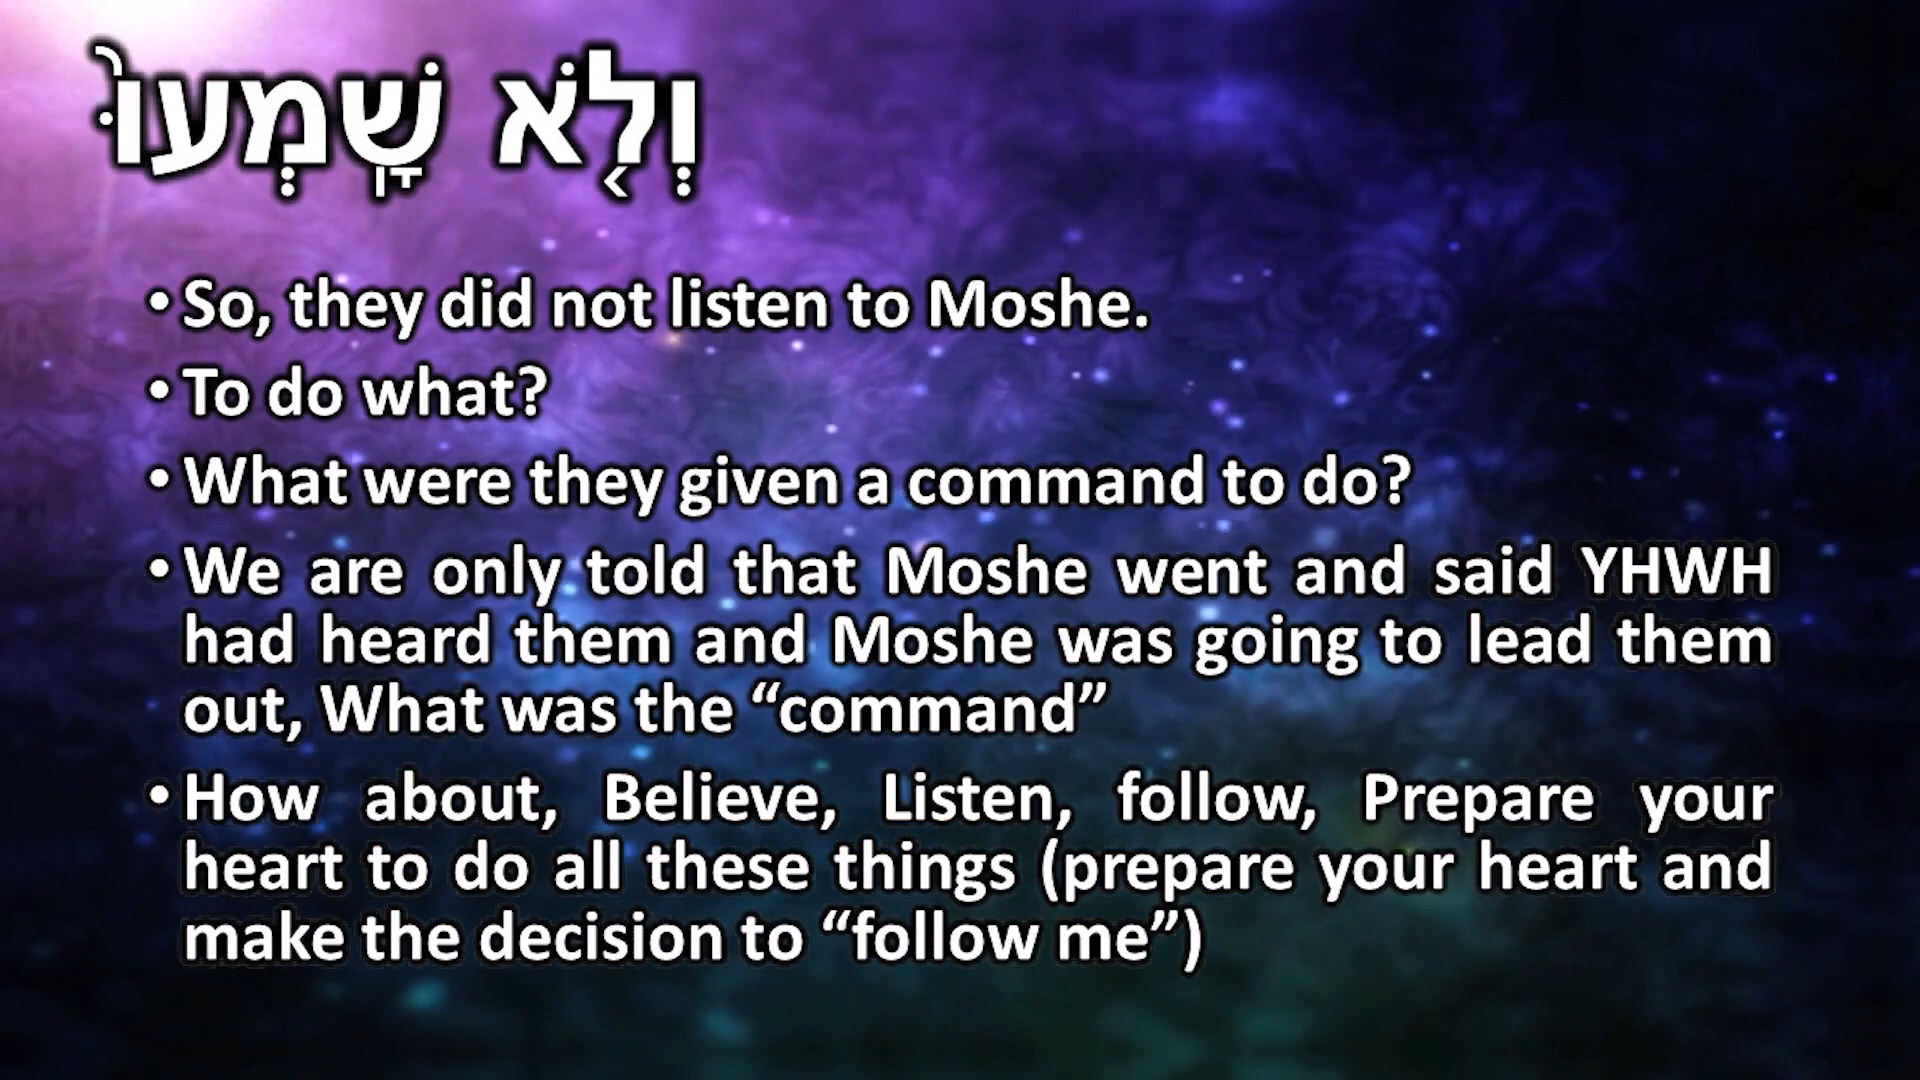 וְלֹ֤א שָֽׁמְעוּ֙
• So, they did not listen to Moshe.
• To do what?
• What were they given a command to do?
• We are only told that Moshe went and said YHWH
had heard them and Moshe was going to lead them
out, What was the “command”
• How about, Believe, Listen, follow, Prepare your
heart to do all these things (prepare your heart and
make the decision to “follow me”)